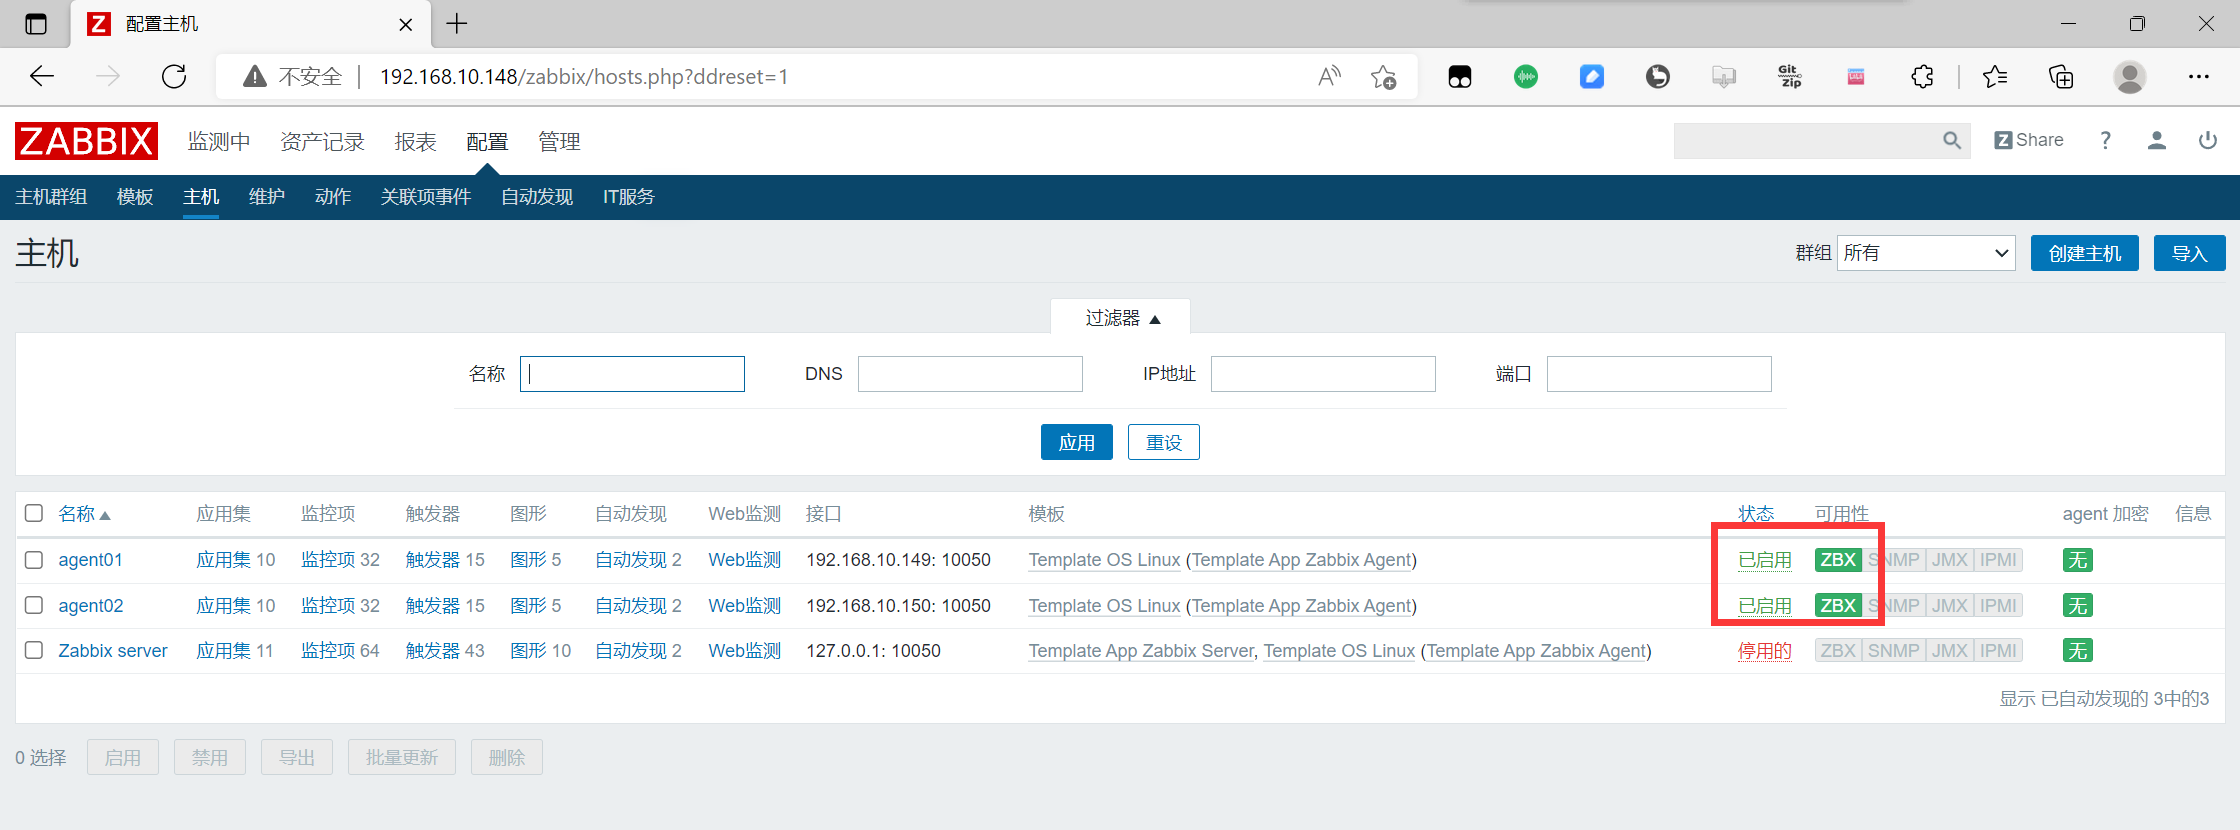 配置主机
不安全 192.168.10.148/zabbix/hosts.php?ddreset=1 Git Zip
ZABBIX 监测中 资产记录 报表 配置 管理 Z Share ?
主机群组 模板 主机 维护 动作 关联项事件 自动发现 IT服务
主机 群组 所有 创建主机 导入
过滤器
名称 DNS IP地址 端口
应用 重设
名称 应用集 监控项 触发器 图形 自动发现 Web监测 接口 模板 状态 可用性 agent 加密 信息
agent01 应用集 10 监控项 32 触发器 15 图形 5 自动发现 2 Web监测 192.168.10.149: 10050 Template OS Linux (Template App Zabbix Agent) 已启用 ZBX SNMP JMX IPMI 无
agent02 应用集 10 监控项 32 触发器 15 图形 5 自动发现 2 Web监测 192.168.10.150: 10050 Template OS Linux (Template App Zabbix Agent) 已启用 ZBX SNMP JMX IPMI 无
Zabbix server 应用集 11 监控项 64 触发器 43 图形 10 自动发现 2 Web监测 127.0.0.1: 10050 Template App Zabbix Server, Template OS Linux (Template App Zabbix Agent) 停用的 ZBX SNMP JMX IPMI 无
显示 已自动发现的 3中的3
0 选择 启用 禁用 导出 批量更新 删除